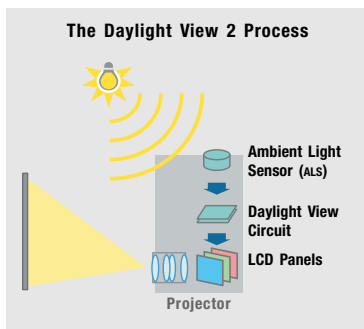 The Daylight View 2 Process
Ambient Light
Sensor (ALS)
Daylight View
Circuit
LCD Panels
Projector